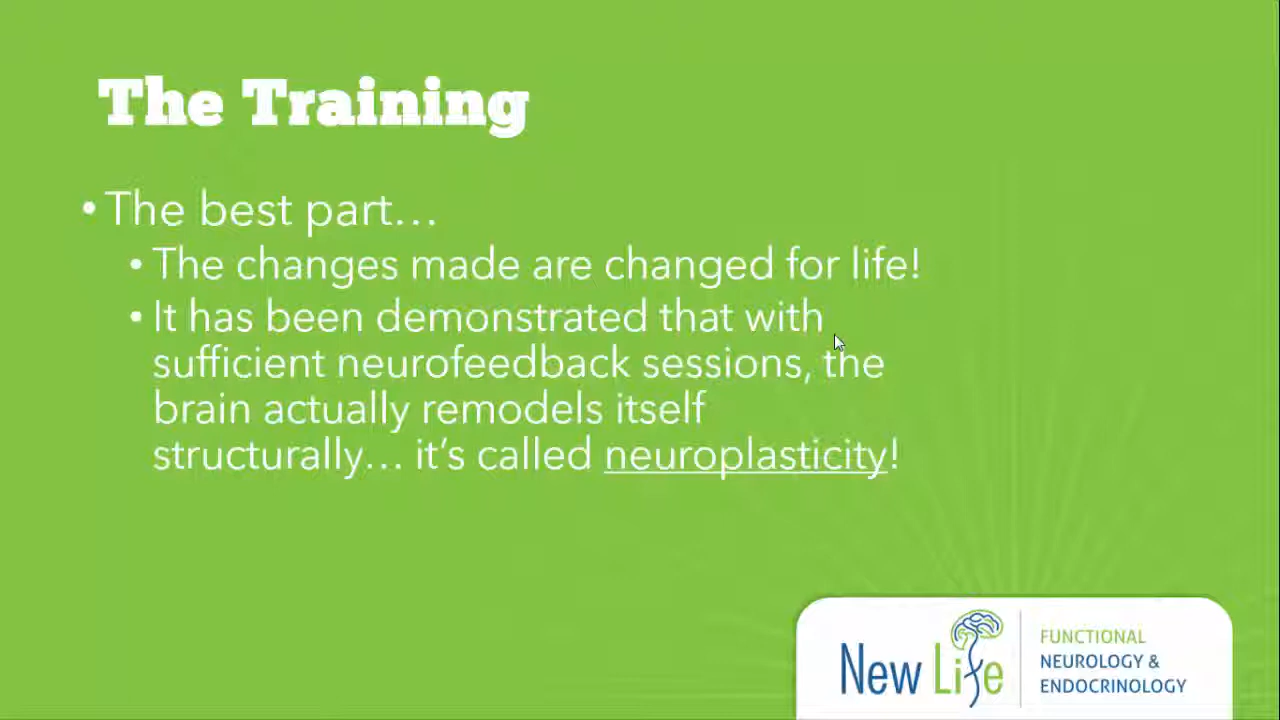 The Training
• The best part…
• The changes made are changed for life!
• It has been demonstrated that with
sufficient neurofeedback sessions, the
brain actually remodels itself
structurally… it’s called neuroplasticity!
New Life
FUNCTIONAL
NEUROLOGY &
ENDOCRINOLOGY